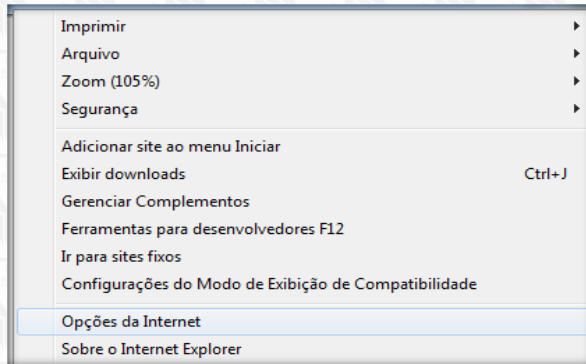 Imprimir
Arquivo
Zoom (105%)
Segurança
Adicionar site ao menu Iniciar
Exibir downloads Ctrl+J
Gerenciar Complementos
Ferramentas para desenvolvedores F12
Ir para sites fixos
Configurações do Modo de Exibição de Compatibilidade
Opções da Internet
Sobre o Internet Explorer